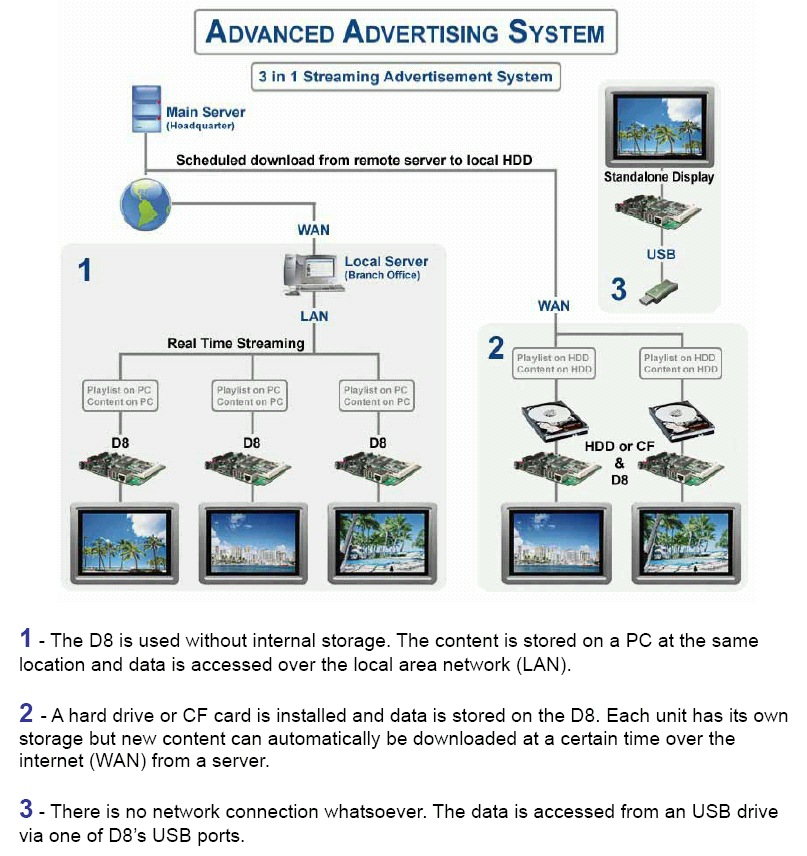 ADVANCED ADVERTISING SYSTEM
3 in 1 Streaming Advertisement System
Main Server
(Headquarter)
Scheduled download from remote server to local HDD
Standalone Display
WAN
USB
1
Local Server
(Branch Office)
3
LAN
WAN
Real Time Streaming
2
Playlist on HDD
Content on HDD
Playlist on HDD
Content on HDD
Playlist on PC
Content on PC
Playlist on PC
Content on PC
Playlist on PC
Content on PC
D8
D8
D8
HDD or CF
&
D8
1 - The D8 is used without internal storage. The content is stored on a PC at the same
location and data is accessed over the local area network (LAN).
2 - A hard drive or CF card is installed and data is stored on the D8. Each unit has its own
storage but new content can automatically be downloaded at a certain time over the
internet (WAN) from a server.
3 - There is no network connection whatsoever. The data is accessed from an USB drive
via one of D8's USB ports.